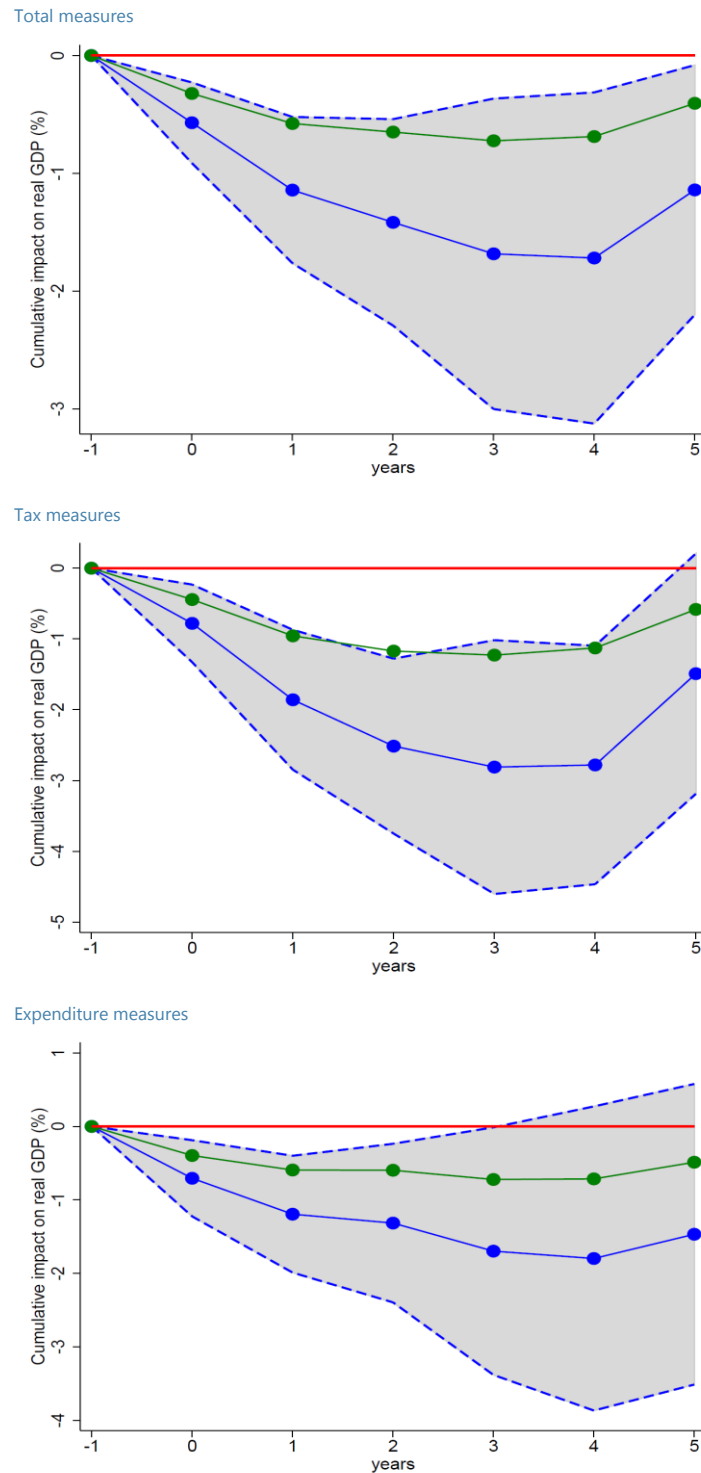 Total measures
Cumulative impact on real GDP (%)
0
-1
-2
-3
-1 0 1 2 3 4 5
years
Tax measures
Cumulative impact on real GDP (%)
0
-1
-2
-3
-4
-5
-1 0 1 2 3 4 5
years
Expenditure measures
Cumulative impact on real GDP (%)
1
0
-1
-2
-3
-4
-1 0 1 2 3 4 5
years